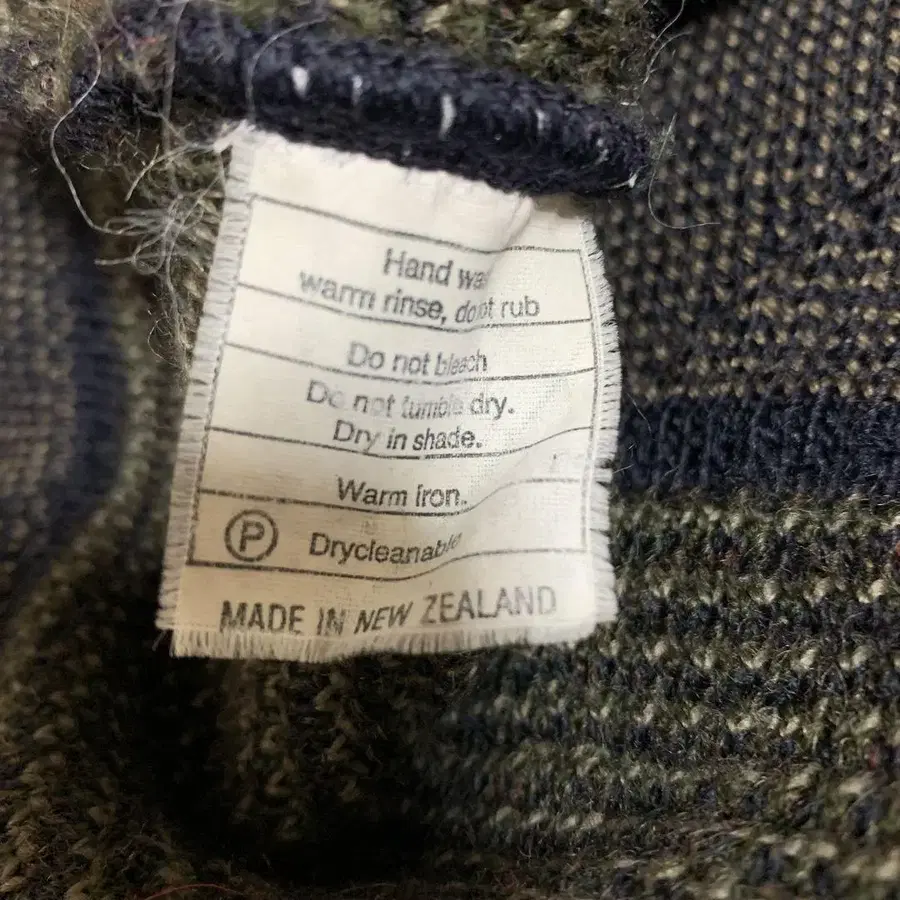 Hand wa
warm rinse, do not rub
Do not bleach
Do not tumble dry.
Dry in shade.
Warm iron.
P Drycleanable
MADE IN NEW ZEALAND